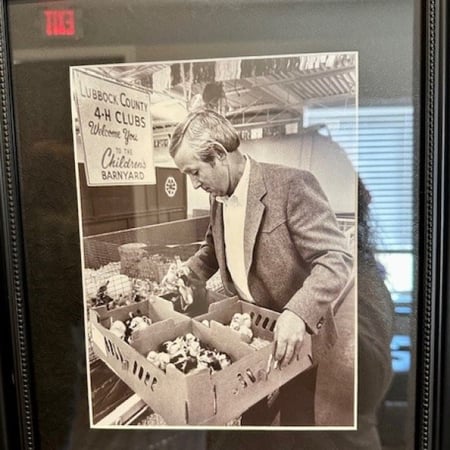 EXIT
LUBBOCK COUNTY
4-H CLUBS
Welcome You
TO THE
Children's
BARNYARD